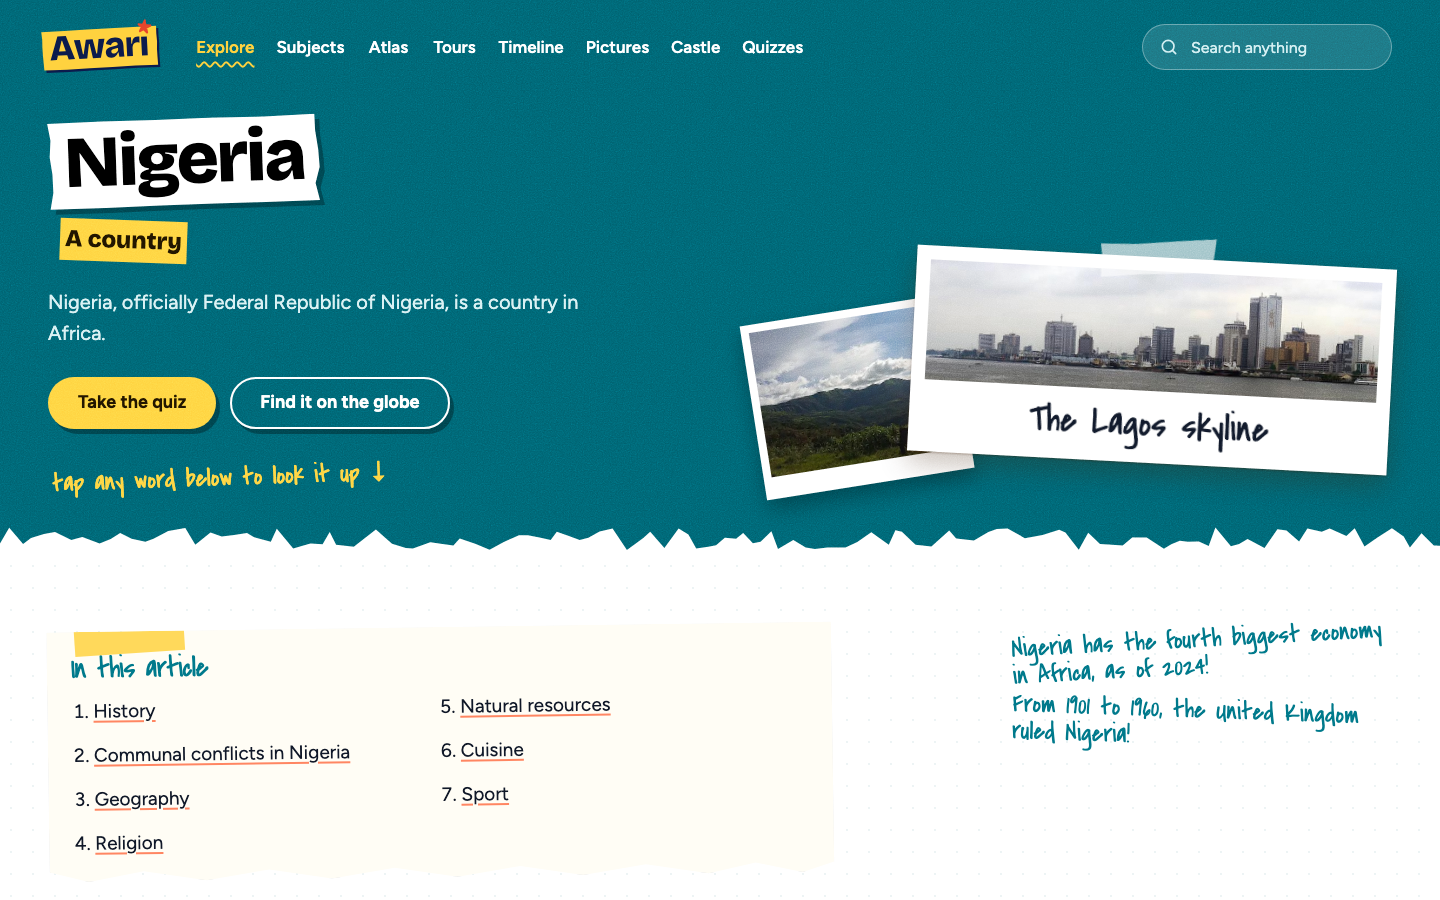 Awari
Explore Subjects Atlas Tours Timeline Pictures Castle Quizzes
Search anything
Nigeria
A country
Nigeria, officially Federal Republic of Nigeria, is a country in
Africa.
Take the quiz
Find it on the globe
tap any word below to look it up ↓
The Lagos skyline
In this article
1. History
2. Communal conflicts in Nigeria
3. Geography
4. Religion
5. Natural resources
6. Cuisine
7. Sport
Nigeria has the fourth biggest economy
in Africa, as of 2024!
From 1901 to 1960, the United Kingdom
ruled Nigeria!